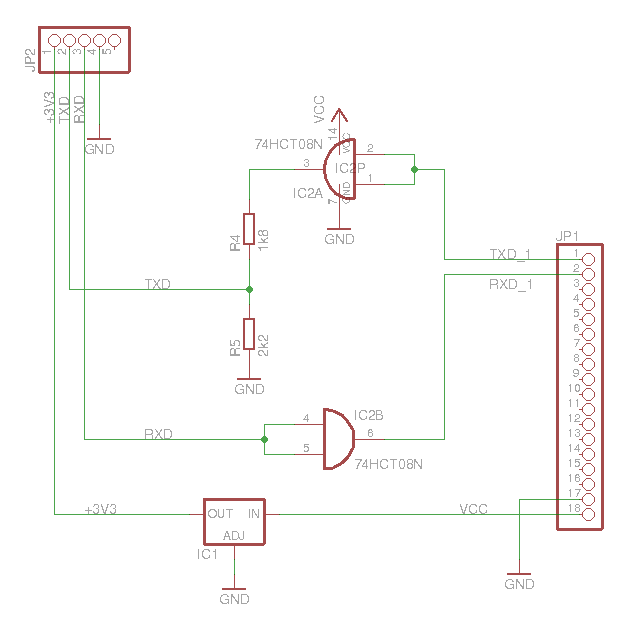 JP2
1
2
3
4
5
+3V3
TXD
RXD
GND
VCC
14
VCC
74HCT08N
3
2
IC2P
1
IC2A
GND
7
GND
R4
1k8
TXD
R5
2k2
GND
JP1
TXD_1
RXD_1
1
2
3
4
5
6
7
8
9
10
11
12
13
14
15
16
17
18
IC2B
4
5
6
RXD
74HCT08N
+3V3
OUT IN
ADJ
IC1
VCC
GND
GND